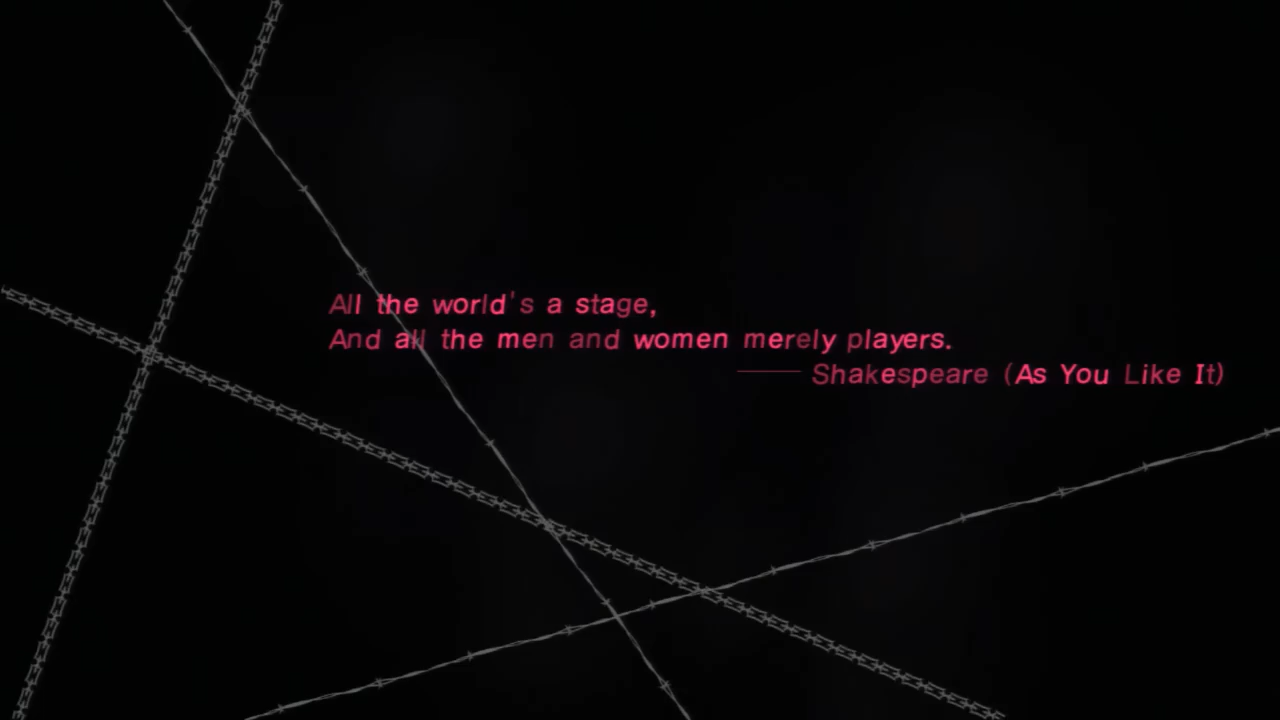 All the world's a stage,
And all the men and women merely players.
—— Shakespeare (As You Like It)